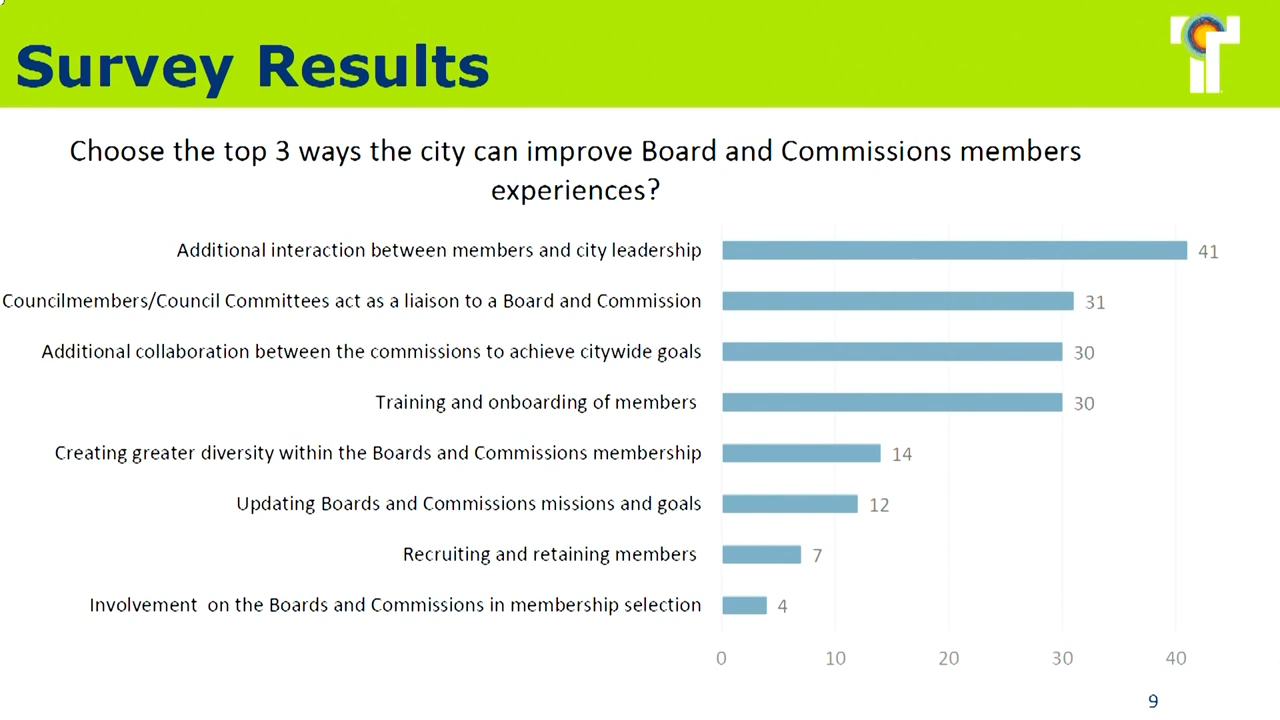 Survey Results
Choose the top 3 ways the city can improve Board and Commissions members
experiences?
Additional interaction between members and city leadership 41
Councilmembers/Council Committees act as a liaison to a Board and Commission 31
Additional collaboration between the commissions to achieve citywide goals 30
Training and onboarding of members 30
Creating greater diversity within the Boards and Commissions membership 14
Updating Boards and Commissions missions and goals 12
Recruiting and retaining members 7
Involvement on the Boards and Commissions in membership selection 4
0 10 20 30 40
9